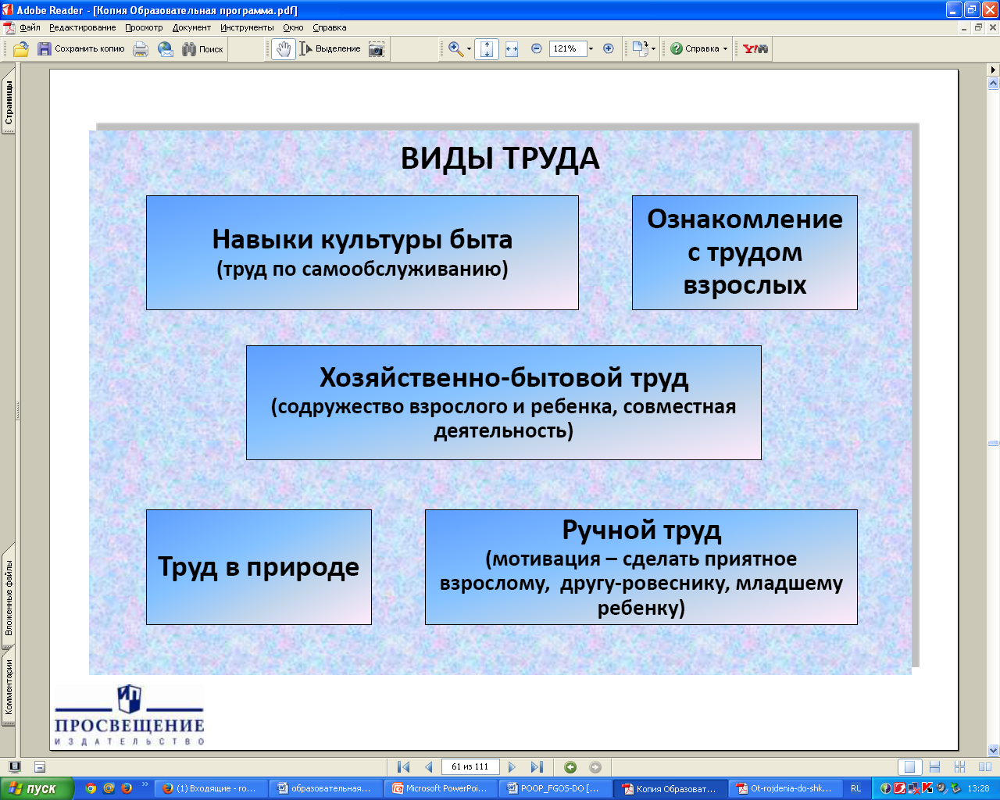 Adobe Reader - [Копия Образовательная программа.pdf]
Файл Редактирование Просмотр Документ Инструменты Окно Справка
Сохранить копию Поиск Выделение 121% Справка Y!
Страницы
ВИДЫ ТРУДА
Навыки культуры быта
(труд по самообслуживанию)
Ознакомление
с трудом
взрослых
Хозяйственно-бытовой труд
(содружество взрослого и ребенка, совместная
деятельность)
Труд в природе
Ручной труд
(мотивация – сделать приятное
взрослому, другу-ровеснику, младшему
ребенку)
Вложенные файлы
Комментарии
ПРОСВЕЩЕНИЕ
ИЗДАТЕЛЬСТВО
61 из 111
пуск
(1) Входящие - ro...
образовательная...
Microsoft PowerPoi...
POOP_FGOS-DO [...
Копия Образоват...
Ot-rojdenia-do-shk...
RL
13:28